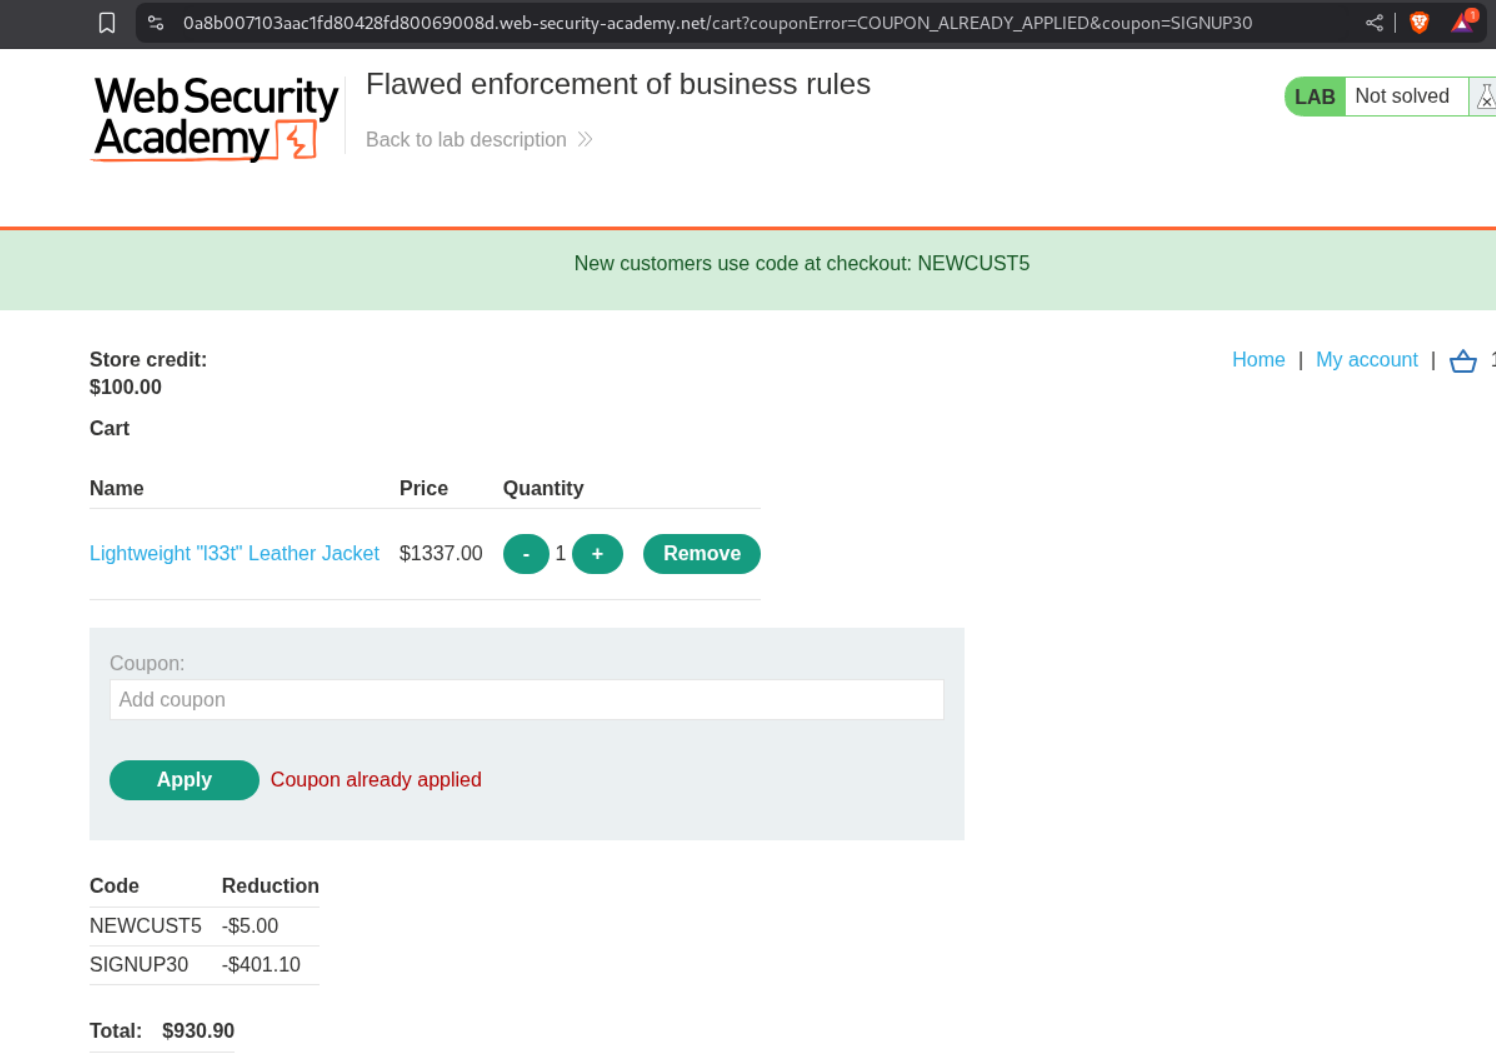 0a8b007103aac1fd80428fd80069008d.web-security-academy.net/cart?couponError=COUPON_ALREADY_APPLIED&coupon=SIGNUP30
1
WebSecurity
Academy
Flawed enforcement of business rules
Back to lab description
LAB Not solved
New customers use code at checkout: NEWCUST5
Store credit:
$100.00
Home | My account | 1
Cart
Name Price Quantity
Lightweight "l33t" Leather Jacket $1337.00 - 1 + Remove
Coupon:
Add coupon
Apply Coupon already applied
Code Reduction
NEWCUST5 -$5.00
SIGNUP30 -$401.10
Total: $930.90